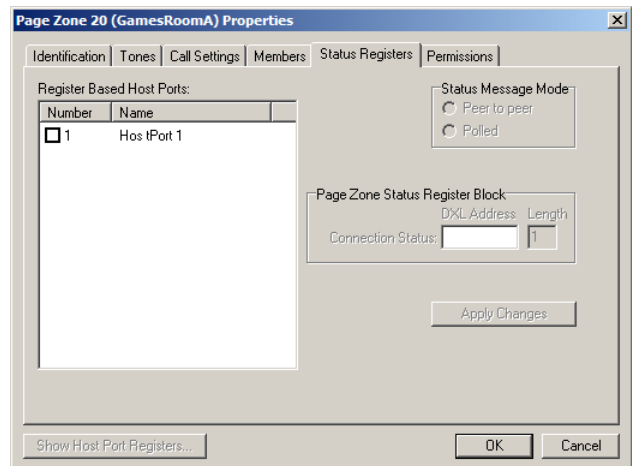 Page Zone 20 (GamesRoomA) Properties
Identification Tones Call Settings Members Status Registers Permissions
Register Based Host Ports:
Number Name
1 Hos tPort 1
Status Message Mode
Peer to peer
Polled
Page Zone Status Register Block
DXL Address Length
Connection Status: 1
Apply Changes
Show Host Port Registers... OK Cancel